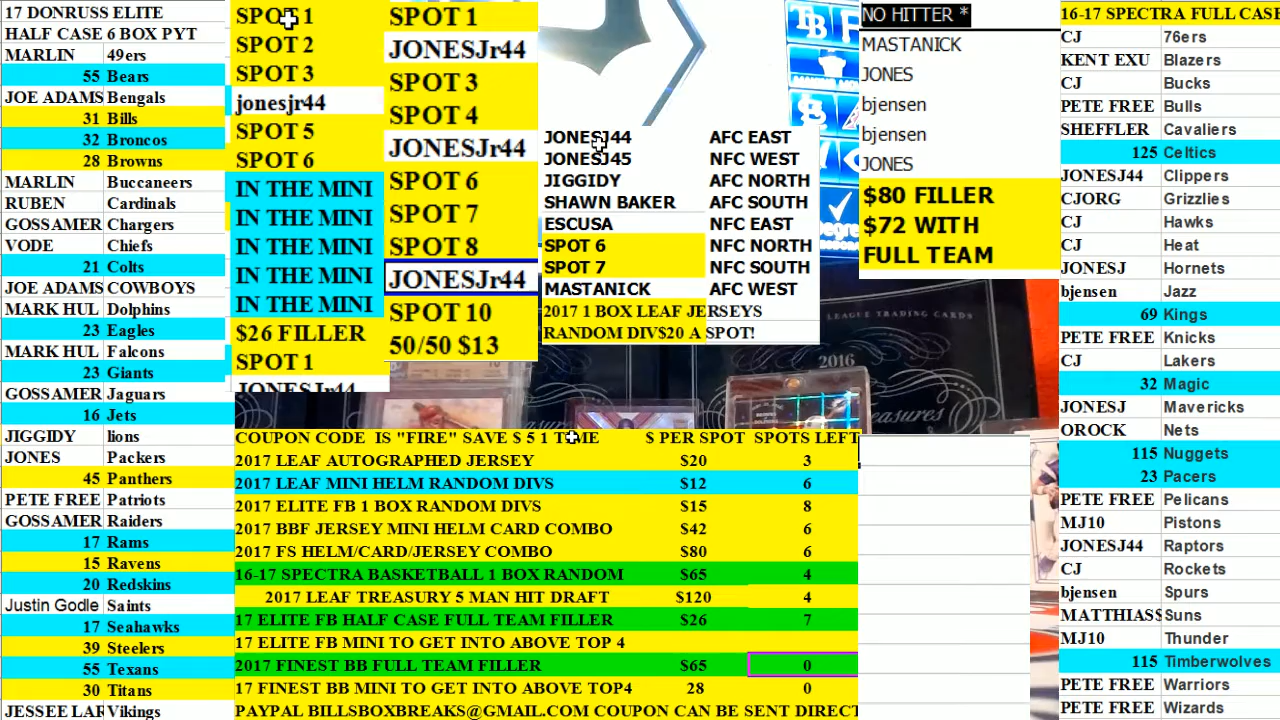 17 DONRUSS ELITE
HALF CASE 6 BOX PYT
MARLIN 49ers
55 Bears
JOE ADAMS Bengals
31 Bills
32 Broncos
28 Browns
MARLIN Buccaneers
RUBEN Cardinals
GOSSAMER Chargers
VODE Chiefs
21 Colts
JOE ADAMS COWBOYS
MARK HUL Dolphins
23 Eagles
MARK HUL Falcons
23 Giants
GOSSAMER Jaguars
16 Jets
JIGGIDY lions
JONES Packers
45 Panthers
PETE FREE Patriots
GOSSAMER Raiders
17 Rams
15 Ravens
20 Redskins
Justin Godle Saints
17 Seahawks
39 Steelers
55 Texans
30 Titans
JESSEE LAR Vikings
SPOT 1
SPOT 2
SPOT 3
jonesjr44
SPOT 5
SPOT 6
IN THE MINI
IN THE MINI
IN THE MINI
IN THE MINI
IN THE MINI
$26 FILLER
SPOT 1
JONESJr44
SPOT 1
JONESJr44
SPOT 3
SPOT 4
JONESJr44
SPOT 6
SPOT 7
SPOT 8
JONESJr44
SPOT 10
50/50 $13
JONESJ44 AFC EAST
JONESJ45 NFC WEST
JIGGIDY AFC NORTH
SHAWN BAKER AFC SOUTH
ESCUSA NFC EAST
SPOT 6 NFC NORTH
SPOT 7 NFC SOUTH
MASTANICK AFC WEST
2017 1 BOX LEAF JERSEYS
RANDOM DIV$20 A SPOT!
NO HITTER *
MASTANICK
JONES
bjensen
bjensen
JONES
$80 FILLER
$72 WITH
FULL TEAM
LEAF TRADING CARDS
2016
COUPON CODE IS "FIRE" SAVE $ 5 1 TIME $ PER SPOT SPOTS LEFT
2017 LEAF AUTOGRAPHED JERSEY $20 3
2017 LEAF MINI HELM RANDOM DIVS $12 6
2017 ELITE FB 1 BOX RANDOM DIVS $15 8
2017 BBF JERSEY MINI HELM CARD COMBO $42 6
2017 FS HELM/CARD/JERSEY COMBO $80 6
16-17 SPECTRA BASKETBALL 1 BOX RANDOM $65 4
2017 LEAF TREASURY 5 MAN HIT DRAFT $120 4
17 ELITE FB HALF CASE FULL TEAM FILLER $26 7
17 ELITE FB MINI TO GET INTO ABOVE TOP 4
2017 FINEST BB FULL TEAM FILLER $65 0
17 FINEST BB MINI TO GET INTO ABOVE TOP4 28 0
PAYPAL BILLSBOXBREAKS@GMAIL.COM COUPON CAN BE SENT DIRECT
16-17 SPECTRA FULL CASE
CJ 76ers
KENT EXU Blazers
CJ Bucks
PETE FREE Bulls
SHEFFLER Cavaliers
125 Celtics
JONESJ44 Clippers
CJORG Grizzlies
CJ Hawks
CJ Heat
JONESJ Hornets
bjensen Jazz
69 Kings
PETE FREE Knicks
CJ Lakers
32 Magic
JONESJ Mavericks
OROCK Nets
115 Nuggets
23 Pacers
PETE FREE Pelicans
MJ10 Pistons
JONESJ44 Raptors
CJ Rockets
bjensen Spurs
MATTHIAS$ Suns
MJ10 Thunder
115 Timberwolves
PETE FREE Warriors
PETE FREE Wizards